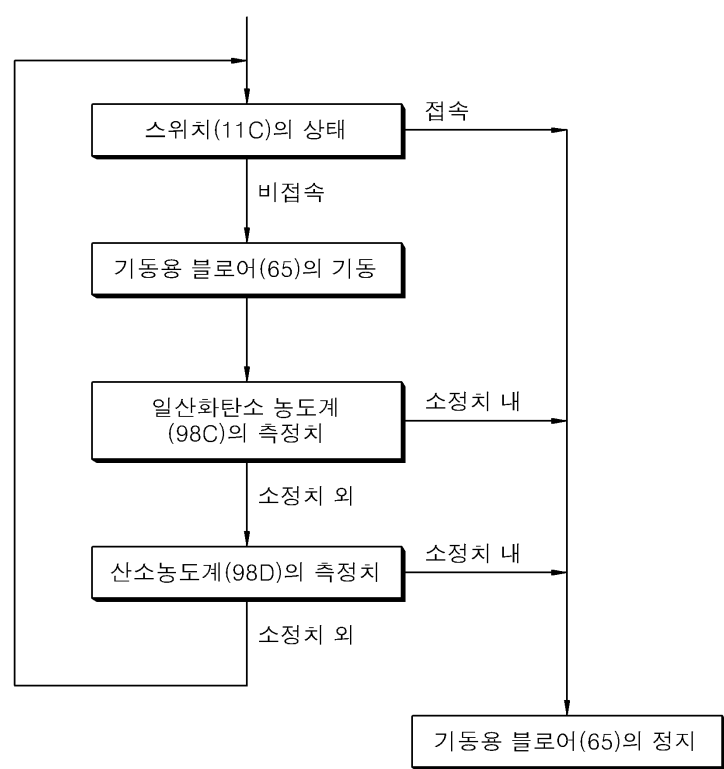 스위치(11C)의 상태
접속
비접속
기동용 블로어(65)의 기동
일산화탄소 농도계
(98C)의 측정치
소정치 내
소정치 외
산소농도계(98D)의 측정치
소정치 내
소정치 외
기동용 블로어(65)의 정지